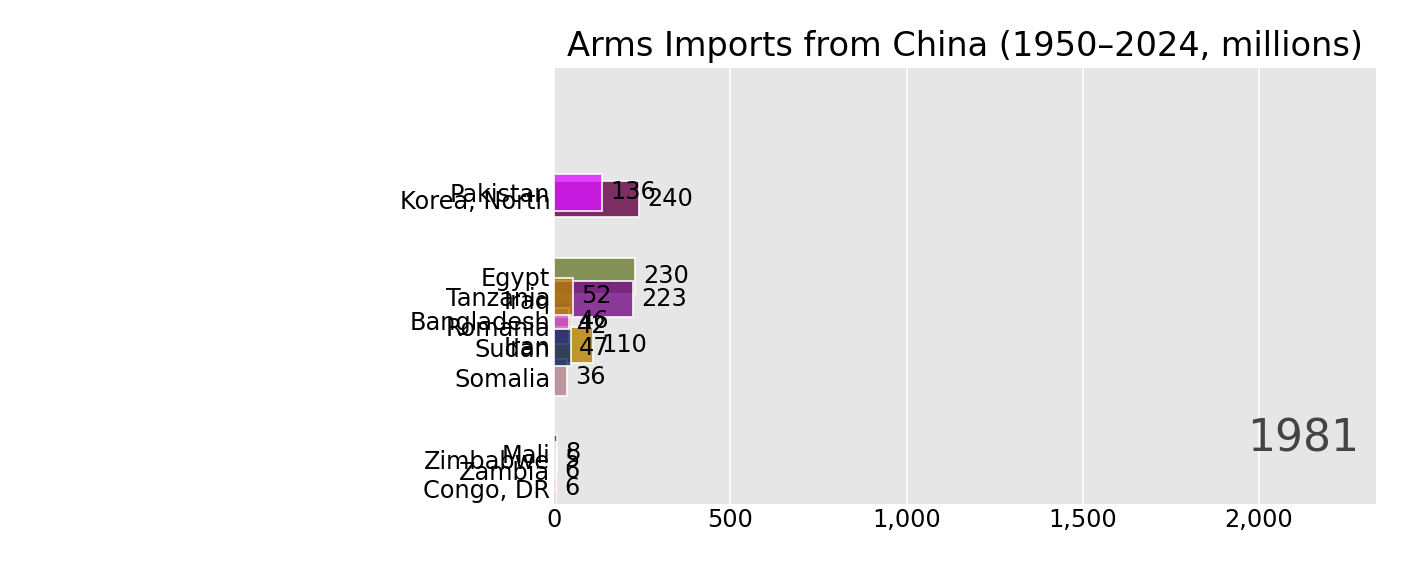 Arms Imports from China (1950–2024, millions)
Pakistan 136
Korea, North 240
Egypt 230
Tanzania 52
Iraq 223
Bangladesh 46
Romania 42
Iran 110
Sudan 47
Somalia 36
Mali 8
Zimbabwe
Zambia 6
Congo, DR 6
1981
0 500 1,000 1,500 2,000